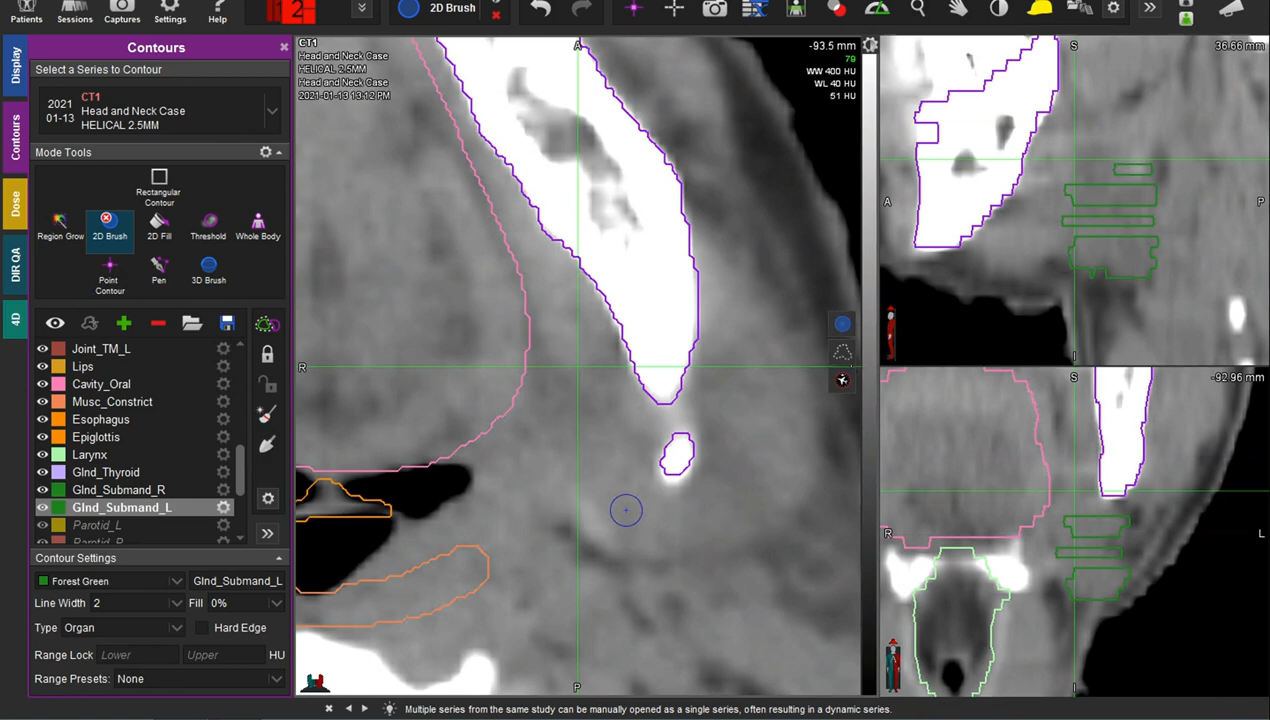 Patients Sessions Captures Settings Help
2D Brush
Display
Contours
Dose
DIR QA
4D
Contours
Select a Series to Contour
2021
01-13
CT1
Head and Neck Case
HELICAL 2.5MM
Mode Tools
Rectangular
Contour
Region Grow 2D Brush 2D Fill Threshold Whole Body
Point
Contour
Pen 3D Brush
Joint_TM_L
Lips
Cavity_Oral
Musc_Constrict
Esophagus
Epiglottis
Larynx
Glnd_Thyroid
Glnd_Submand_R
Glnd_Submand_L
Parotid_L
Parotid_R
Contour Settings
Forest Green Glnd_Submand_L
Line Width 2 Fill 0%
Type Organ Hard Edge
Range Lock Lower Upper HU
Range Presets: None
CT1
Head and Neck Case
HELICAL 2.5MM
Head and Neck Case
2021-01-13 13:12 PM
A
-93.5 mm
79
WW 400 HU
WL 40 HU
51 HU
R
P
S
36.66 mm
A
P
I
S
-92.96 mm
R
L
I
Multiple series from the same study can be manually opened as a single series, often resulting in a dynamic series.